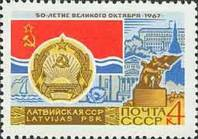 50-ЛЕТИЕ ВЕЛИКОГО ОКТЯБРЯ • 1967
ЛАТВИЙСКАЯ ССР
LATVIJAS PSR
ПОЧТА
СССР
4